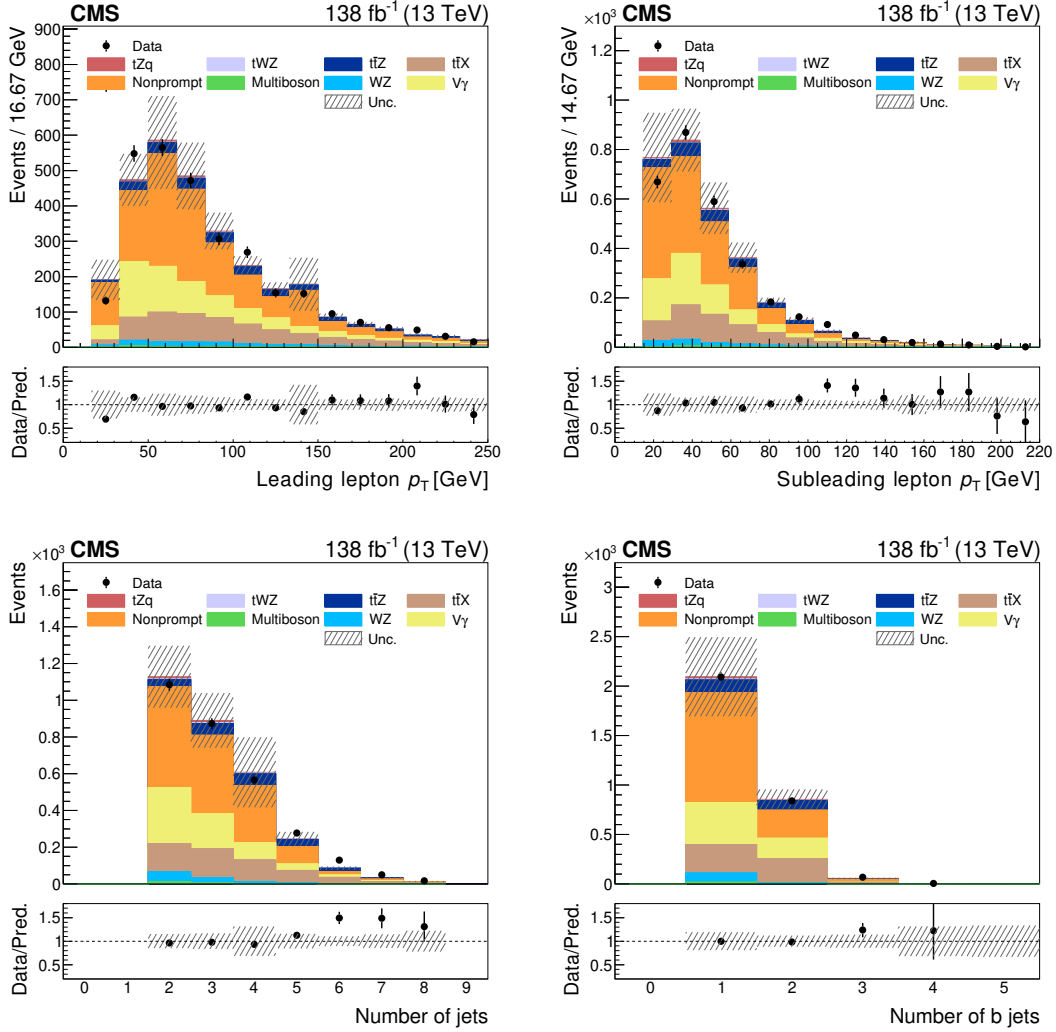 CMS 138 fb⁻¹ (13 TeV)
Events / 16.67 GeV
900
800
700
600
500
400
300
200
100
0
Data
tZq tWZ tt̄Z tt̄X
Nonprompt Multiboson WZ Vγ
Unc.
Data/Pred.
1.5
1
0.5
0 50 100 150 200 250
Leading lepton pT [GeV]
CMS 138 fb⁻¹ (13 TeV)
×10³
Events / 14.67 GeV
1.2
1
0.8
0.6
0.4
0.2
0
Data
tZq tWZ tt̄Z tt̄X
Nonprompt Multiboson WZ Vγ
Unc.
Data/Pred.
1.5
1
0.5
0 20 40 60 80 100 120 140 160 180 200 220
Subleading lepton pT [GeV]
CMS 138 fb⁻¹ (13 TeV)
×10³
Events
1.6
1.4
1.2
1
0.8
0.6
0.4
0.2
0
Data
tZq tWZ tt̄Z tt̄X
Nonprompt Multiboson WZ Vγ
Unc.
Data/Pred.
1.5
1
0.5
0 1 2 3 4 5 6 7 8 9
Number of jets
CMS 138 fb⁻¹ (13 TeV)
×10³
Events
3
2.5
2
1.5
1
0.5
0
Data
tZq tWZ tt̄Z tt̄X
Nonprompt Multiboson WZ Vγ
Unc.
Data/Pred.
1.5
1
0.5
0 1 2 3 4 5
Number of b jets